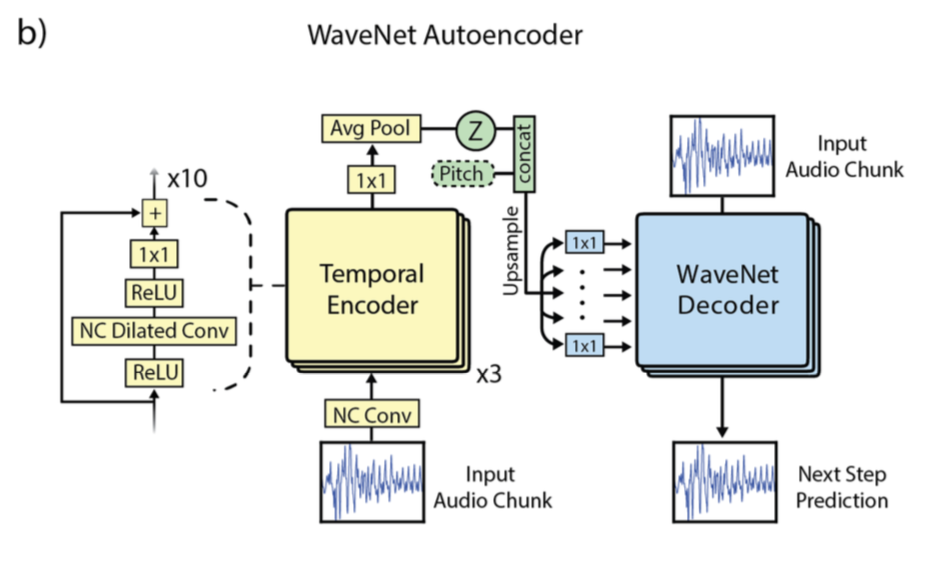 b)
WaveNet Autoencoder
x10
+
1x1
ReLU
NC Dilated Conv
ReLU
Avg Pool
1x1
Temporal
Encoder
x3
NC Conv
Input
Audio Chunk
Z
Pitch
concat
Upsample
1x1
1x1
Input
Audio Chunk
WaveNet
Decoder
Next Step
Prediction